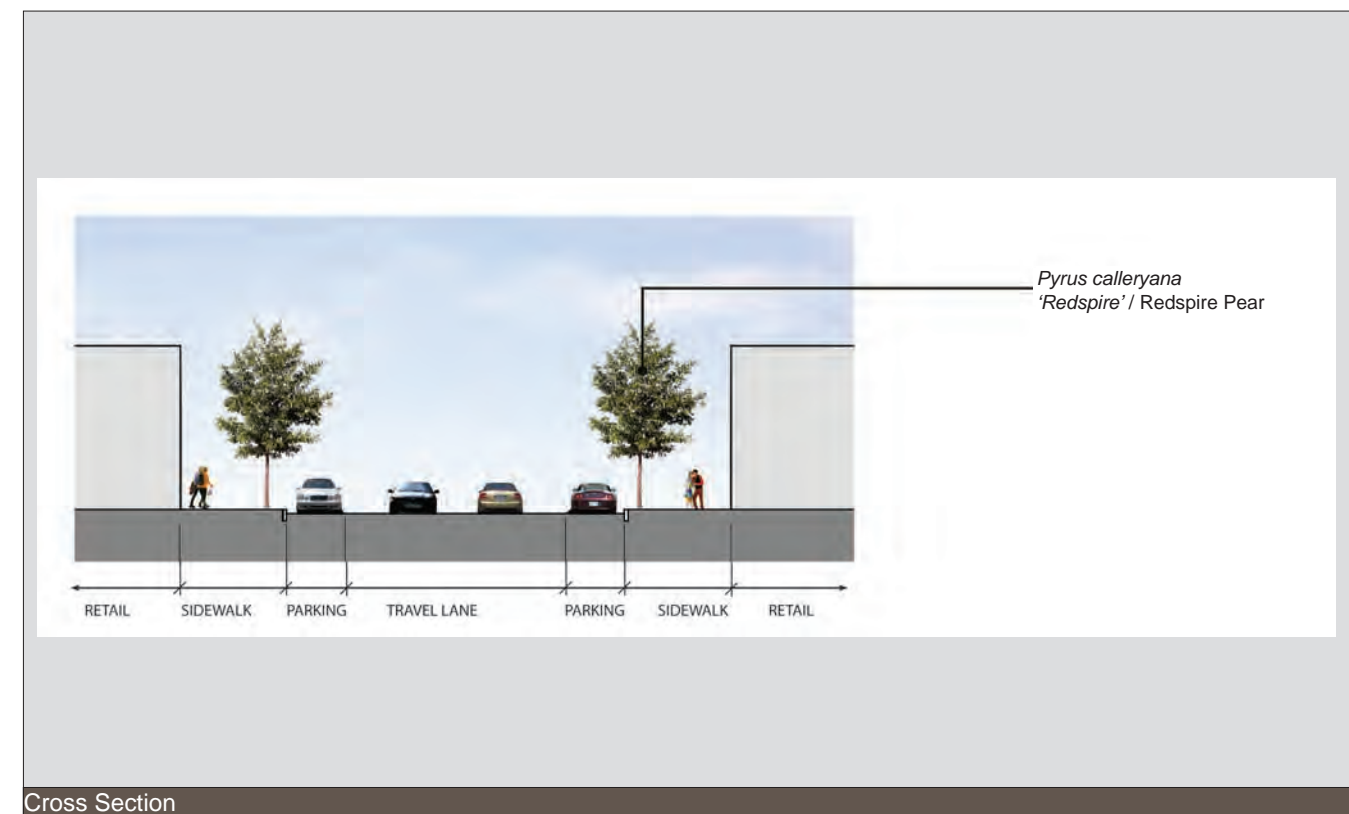 Pyrus calleryana
'Redspire' / Redspire Pear
RETAIL SIDEWALK PARKING TRAVEL LANE PARKING SIDEWALK RETAIL
Cross Section